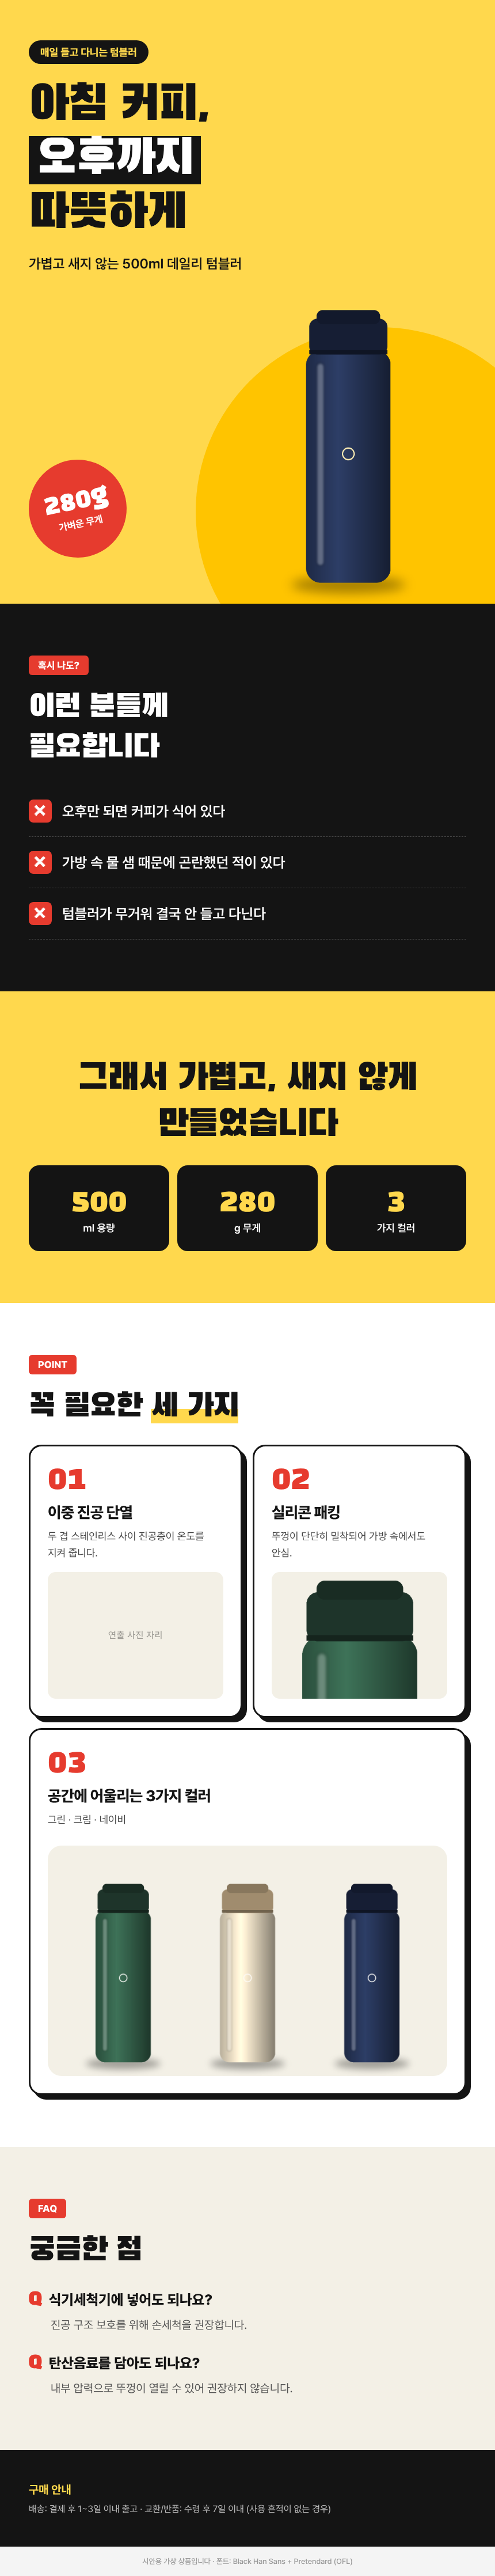 매일 들고 다니는 텀블러
아침 커피,
오후까지
따뜻하게
가볍고 새지 않는 500ml 데일리 텀블러
280g
가벼운 무게
혹시 나도?
이런 분들께
필요합니다
오후만 되면 커피가 식어 있다
가방 속 물 샘 때문에 곤란했던 적이 있다
텀블러가 무거워 결국 안 들고 다닌다
그래서 가볍고, 새지 않게
만들었습니다
500
ml 용량
280
g 무게
3
가지 컬러
POINT
꼭 필요한 세 가지
01
이중 진공 단열
두 겹 스테인리스 사이 진공층이 온도를
지켜 줍니다.
연출 사진 자리
02
실리콘 패킹
뚜껑이 단단히 밀착되어 가방 속에서도
안심.
03
공간에 어울리는 3가지 컬러
그린 · 크림 · 네이비
FAQ
궁금한 점
Q 식기세척기에 넣어도 되나요?
진공 구조 보호를 위해 손세척을 권장합니다.
Q 탄산음료를 담아도 되나요?
내부 압력으로 뚜껑이 열릴 수 있어 권장하지 않습니다.
구매 안내
배송: 결제 후 1~3일 이내 출고 · 교환/반품: 수령 후 7일 이내 (사용 흔적이 없는 경우)
시안용 가상 상품입니다 · 폰트: Black Han Sans + Pretendard (OFL)